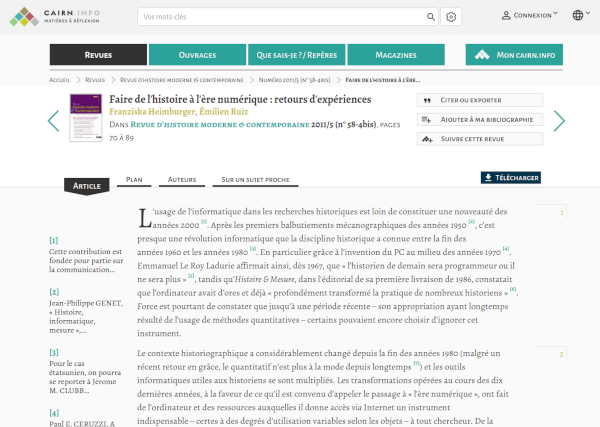 CAIRN.INFO
MATIÈRES À RÉFLEXION
Vos mots-clés
CONNEXION
REVUES
OUVRAGES
QUE SAIS-JE ? / REPÈRES
MAGAZINES
MON CAIRN.INFO
ACCUEIL
REVUES
REVUE D'HISTOIRE MODERNE & CONTEMPORAINE
NUMÉRO 2011/5 (N° 58-4BIS)
FAIRE DE L'HISTOIRE À L'ÈRE...
Faire de l'histoire à l'ère numérique : retours d'expériences
Franziska Heimburger, Émilien Ruiz
DANS REVUE D'HISTOIRE MODERNE & CONTEMPORAINE 2011/5 (n° 58-4bis), PAGES
70 À 89
CITER OU EXPORTER
AJOUTER À MA BIBLIOGRAPHIE
SUIVRE CETTE REVUE
ARTICLE
PLAN
AUTEURS
SUR UN SUJET PROCHE
TÉLÉCHARGER
L'usage de l'informatique dans les recherches historiques est loin de constituer une nouveauté des
années 2000 [1]. Après les premiers balbutiements mécanographiques des années 1950 [2], c'est
presque une révolution informatique que la discipline historique a connue entre la fin des
années 1960 et les années 1980 [3]. En particulier grâce à l'invention du PC au milieu des années 1970 [4].
Emmanuel Le Roy Ladurie affirmait ainsi, dès 1967, que « l'historien de demain sera programmeur ou il
ne sera plus » [5], tandis qu'Histoire & Mesure, dans l'éditorial de sa première livraison de 1986, constatait
que l'ordinateur avait d'ores et déjà « profondément transformé la pratique de nombreux historiens » [6].
Force est pourtant de constater que jusqu'à une période récente – son appropriation ayant longtemps
résulté de l'usage de méthodes quantitatives – certains pouvaient encore choisir d'ignorer cet
instrument.
1
[1]
Cette contribution est
fondée pour partie sur
la communication...
[2]
Jean-Philippe GENET,
« Histoire,
informatique,
mesure »,...
[3]
Pour le cas
étatsunien, on pourra
se reporter à Jerome
M. CLUBB...
[4]
Paul E. CERUZZI, A
Le contexte historiographique a considérablement changé depuis la fin des années 1980 (malgré un
récent retour en grâce, le quantitatif n'est plus à la mode depuis longtemps) [7] et les outils
informatiques utiles aux historiens se sont multipliés. Les transformations opérées au cours des dix
dernières années, à la faveur de ce qu'il est convenu d'appeler le passage à « l'ère numérique », ont fait
de l'ordinateur et des ressources auxquelles il donne accès via Internet un instrument
indispensable – certes à des degrés d'utilisation variables selon les objets – à tout chercheur. De la
2